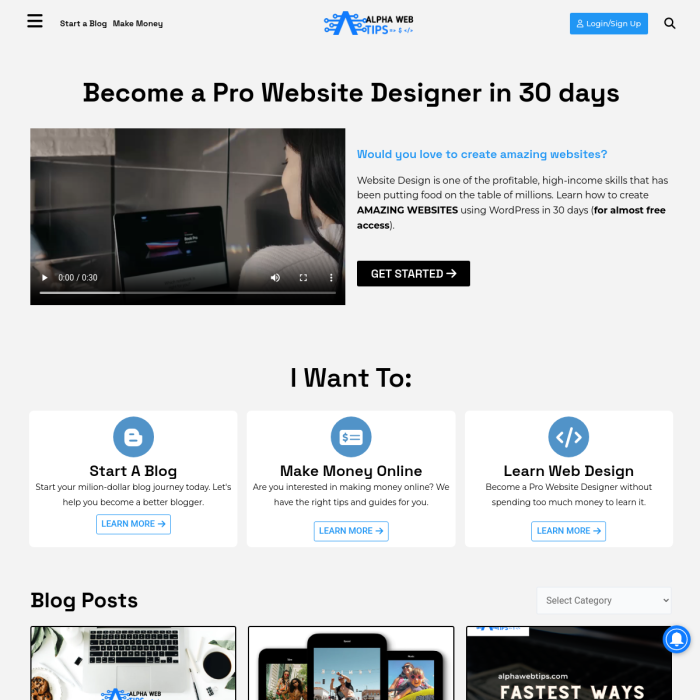 Start a Blog Make Money
ALPHA WEB
TIPS <> $ </>
Login/Sign Up
Become a Pro Website Designer in 30 days
0:00 / 0:30
Would you love to create amazing websites?
Website Design is one of the profitable, high-income skills that has
been putting food on the table of millions. Learn how to create
AMAZING WEBSITES using WordPress in 30 days (for almost free
access).
GET STARTED →
I Want To:
Start A Blog
Start your milion-dollar blog journey today. Let's
help you become a better blogger.
LEARN MORE →
Make Money Online
Are you interested in making money online? We
have the right tips and guides for you.
LEARN MORE →
Learn Web Design
Become a Pro Website Designer without
spending too much money to learn it.
LEARN MORE →
Blog Posts
Select Category
ALPHA WEB
alphawebtips.com
FASTEST WAYS